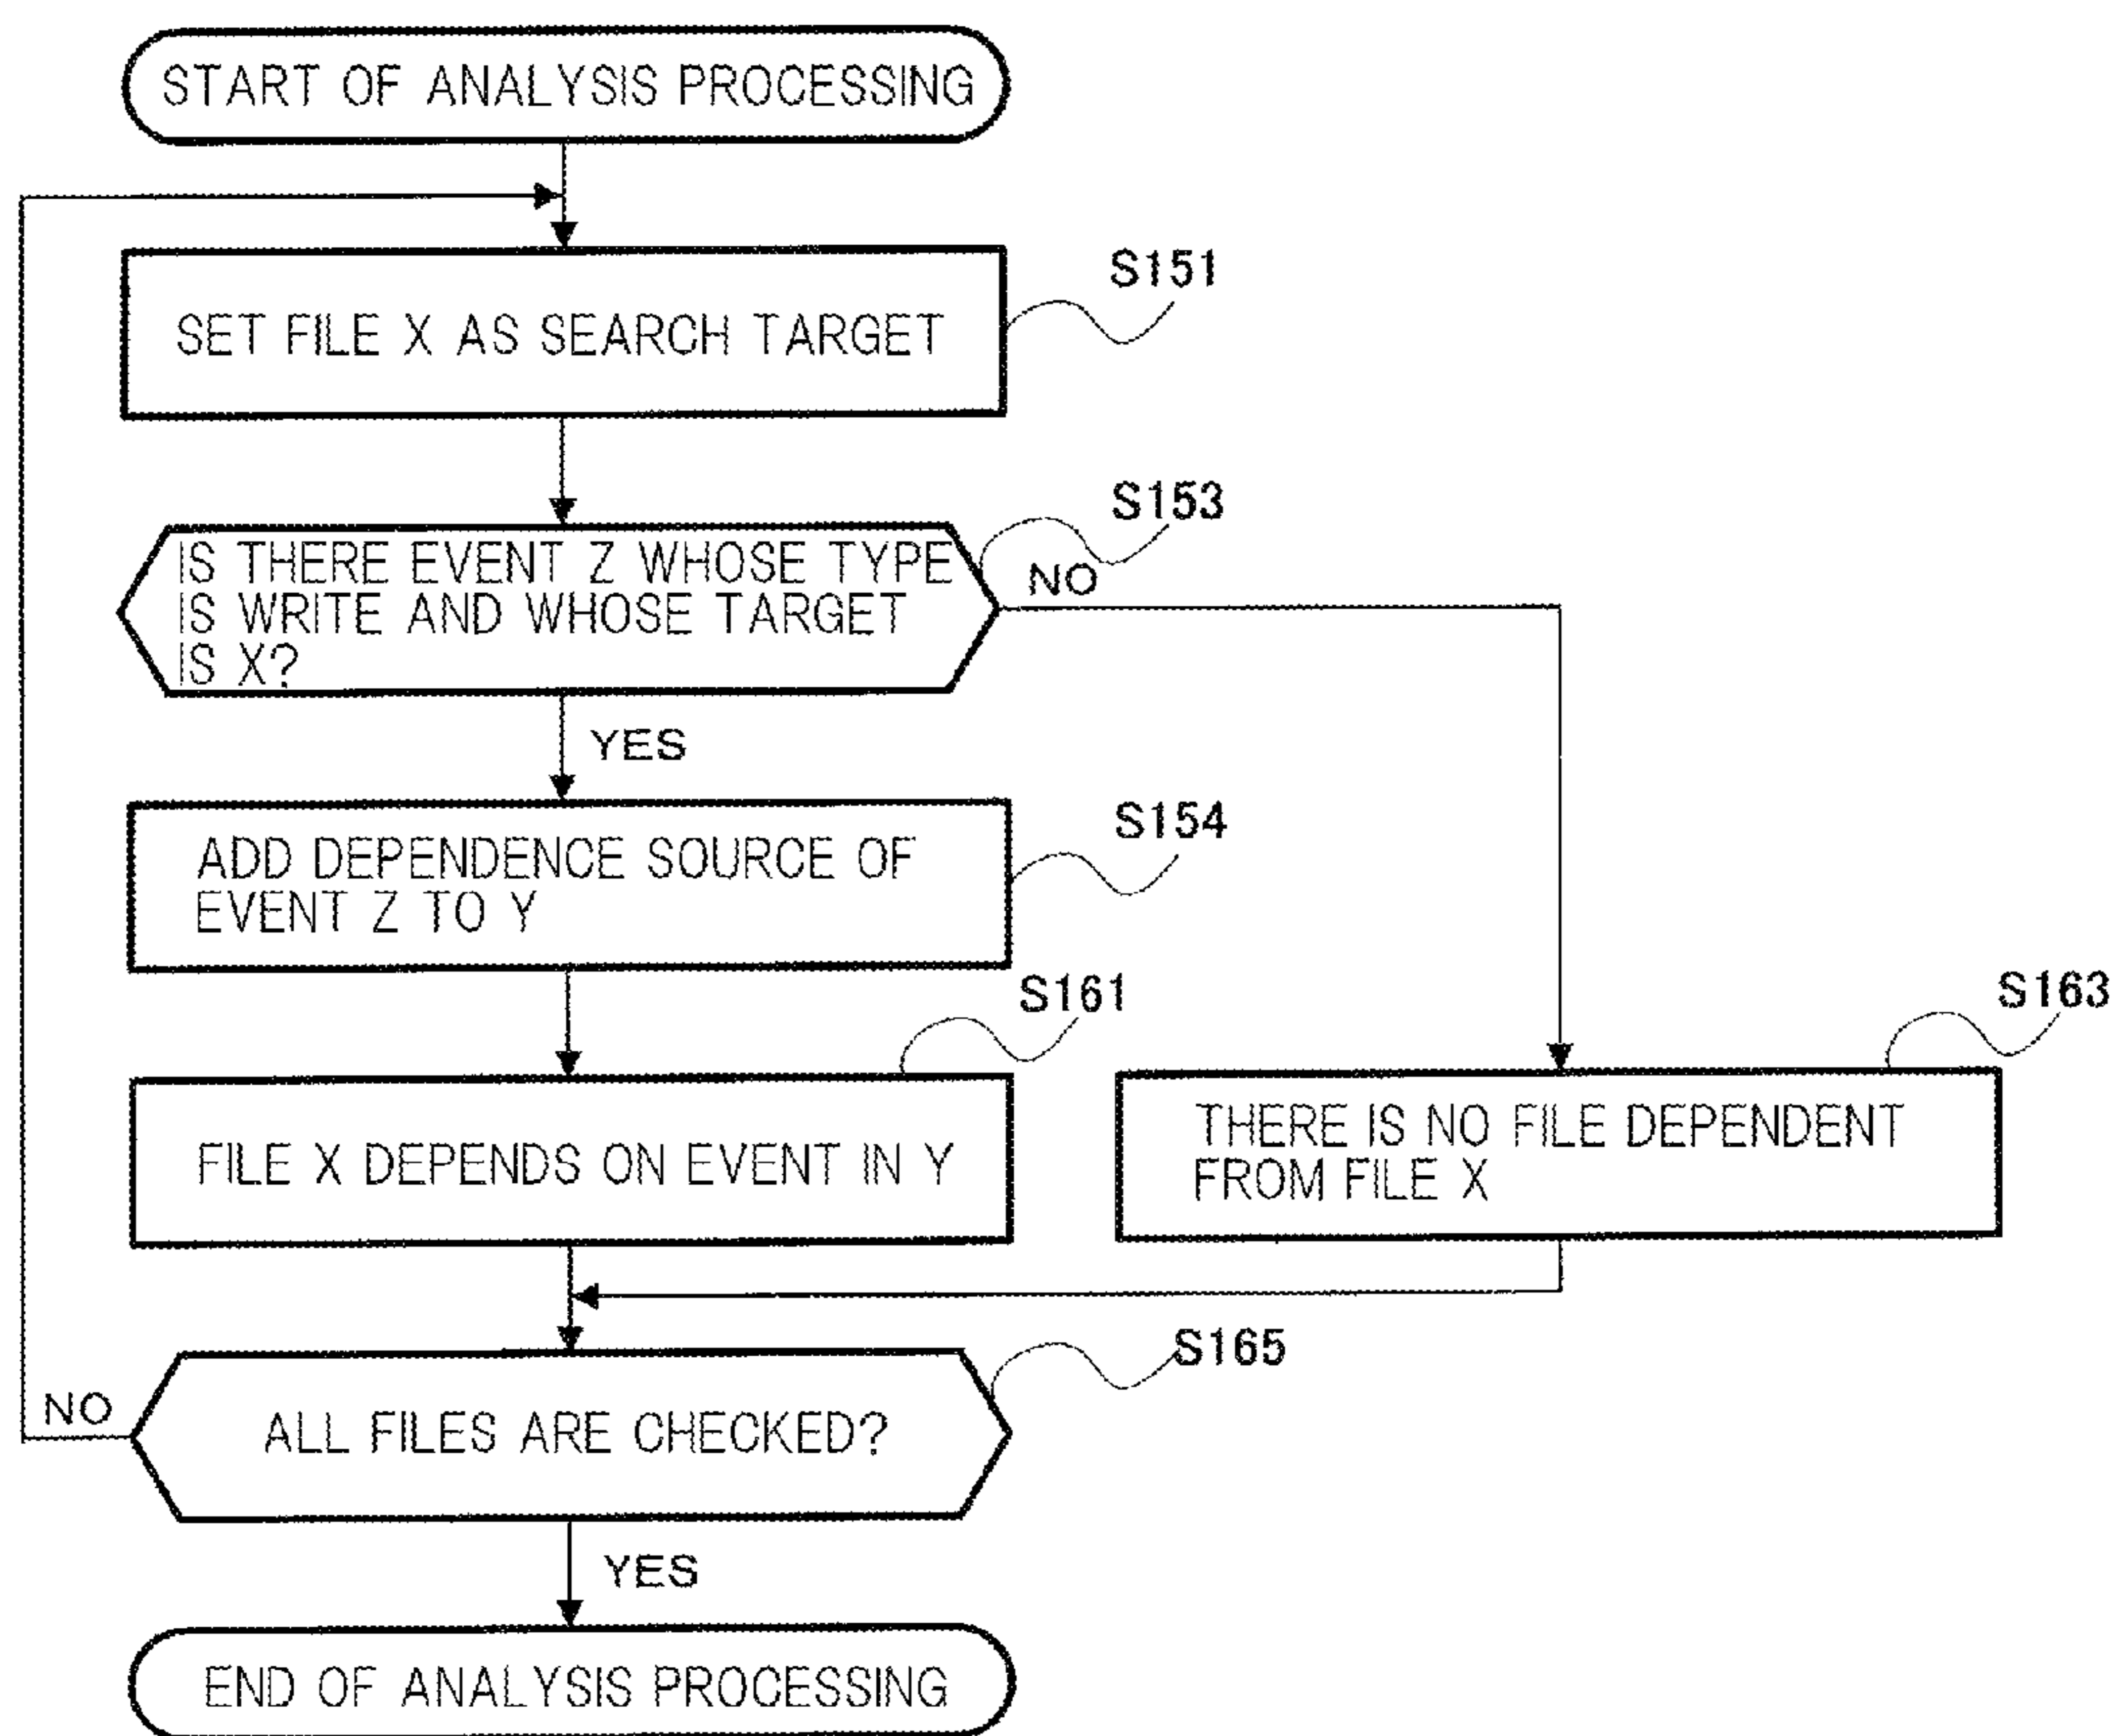 START OF ANALYSIS PROCESSING
S151
SET FILE X AS SEARCH TARGET
S153
IS THERE EVENT Z WHOSE TYPE
IS WRITE AND WHOSE TARGET
IS X?
NO
YES
S154
ADD DEPENDENCE SOURCE OF
EVENT Z TO Y
S161
S163
FILE X DEPENDS ON EVENT IN Y
THERE IS NO FILE DEPENDENT
FROM FILE X
S165
NO
ALL FILES ARE CHECKED?
YES
END OF ANALYSIS PROCESSING